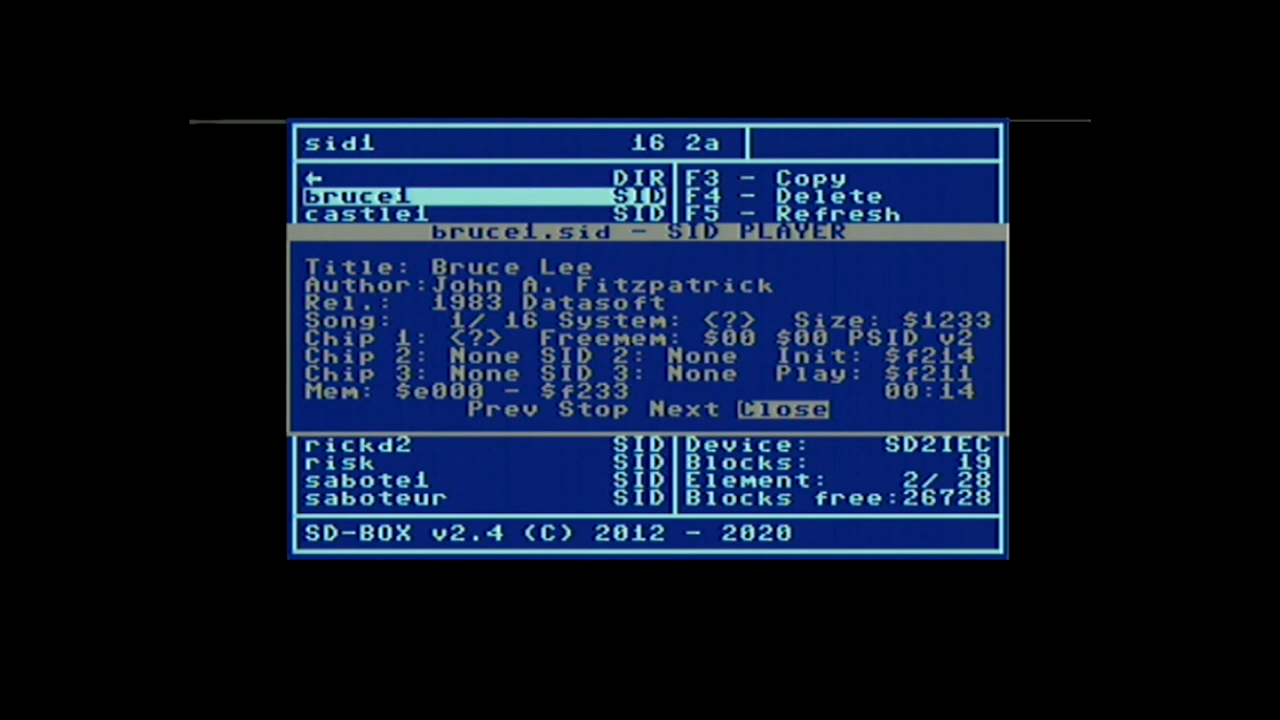 sid1 16 2a
← DIR F3 - Copy
bruce1 SID F4 - Delete
castle1 SID F5 - Refresh
bruce1.sid - SID PLAYER
Title: Bruce Lee
Author:John A. Fitzpatrick
Rel.: 1983 Datasoft
Song: 1/ 16 System: <?> Size: $1233
Chip 1: <?> Freemem: $00 $00 PSID v2
Chip 2: None SID 2: None Init: $f214
Chip 3: None SID 3: None Play: $f211
Mem: $e000 - $f233 00:14
Prev Stop Next Close
rickd2 SID Device: SD2IEC
risk SID Blocks: 19
sabote1 SID Element: 2/ 28
saboteur SID Blocks free:26728
SD-BOX v2.4 (C) 2012 - 2020